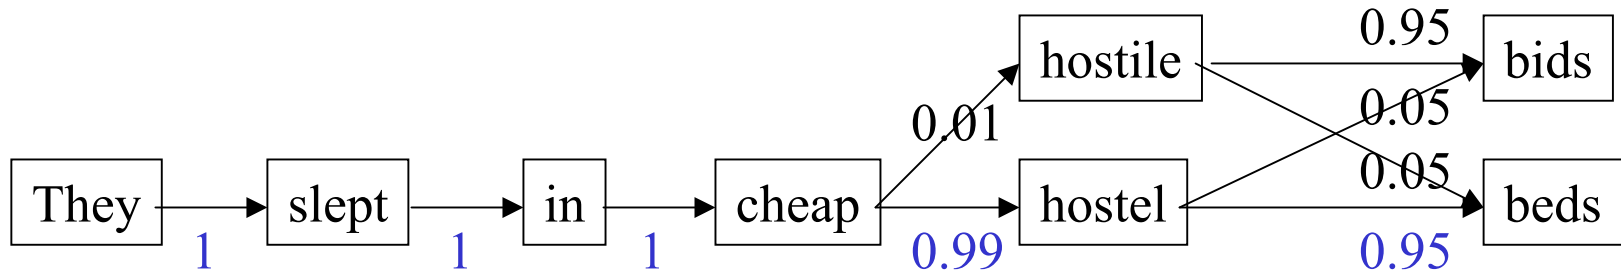 0.95
hostile bids
0.05
0.01
0.05
They slept in cheap hostel beds
1 1 1 0.99 0.95